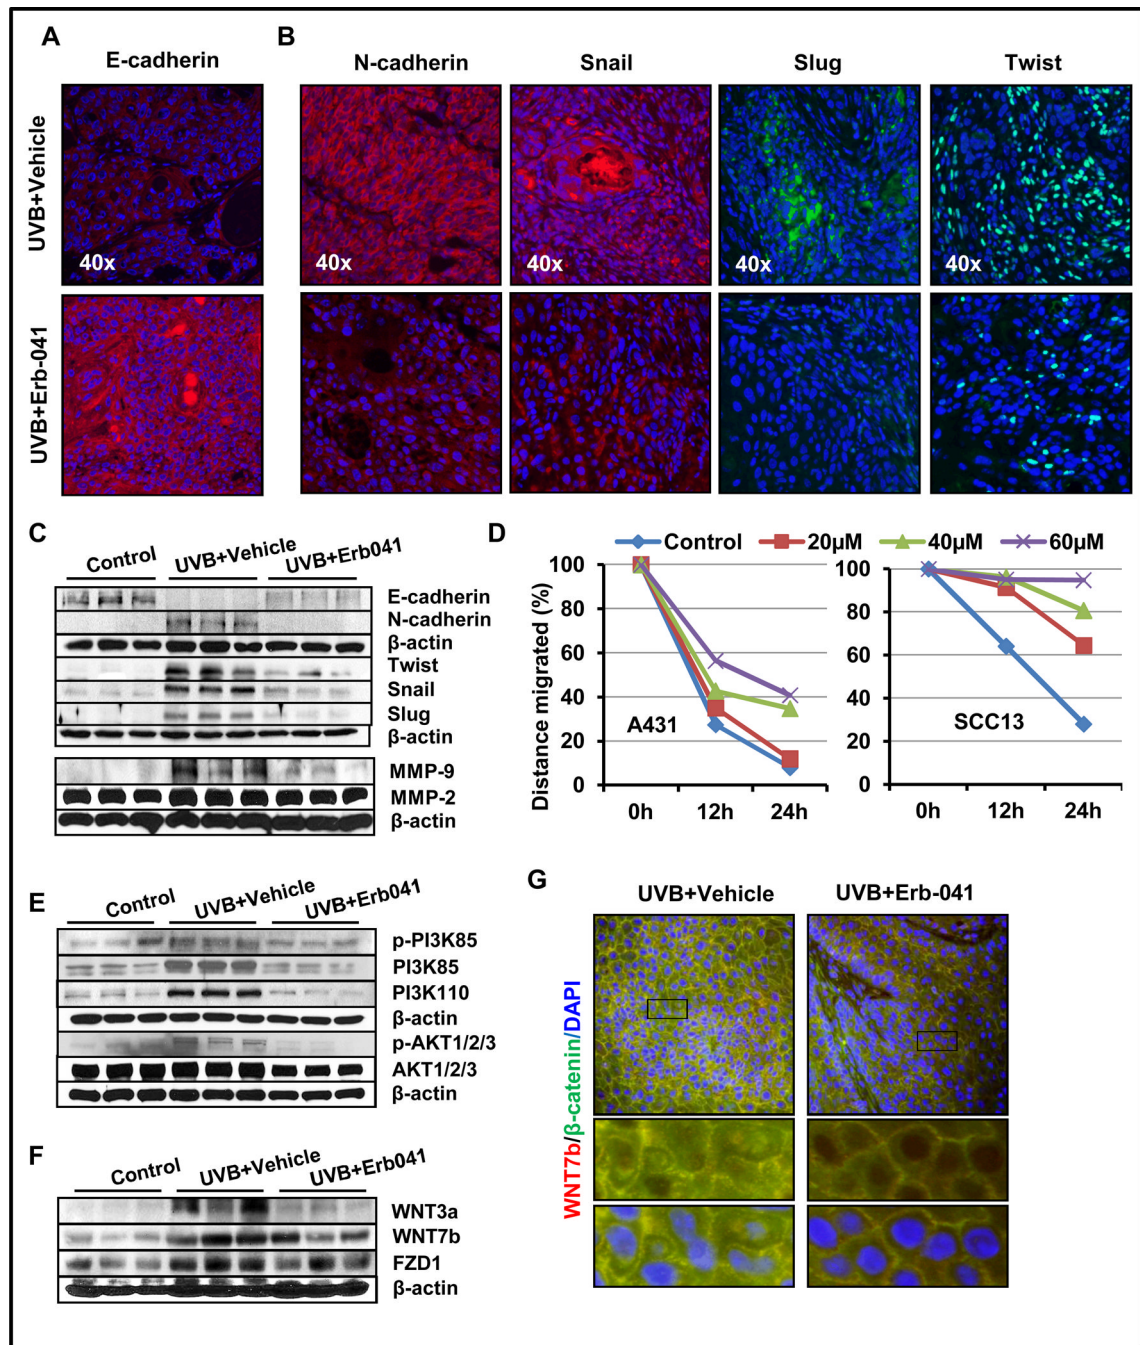 A
E-cadherin
B
N-cadherin
Snail
Slug
Twist
UVB+Vehicle
40x
40x
40x
40x
40x
UVB+Erb-041
C
Control
UVB+Vehicle
UVB+Erb041
E-cadherin
N-cadherin
β-actin
Twist
Snail
Slug
β-actin
MMP-9
MMP-2
β-actin
D
Control
20µM
40µM
60µM
Distance migrated (%)
100
80
60
40
20
0
A431
0h
12h
24h
100
80
60
40
20
0
SCC13
0h
12h
24h
E
Control
UVB+Vehicle
UVB+Erb041
p-PI3K85
PI3K85
PI3K110
β-actin
p-AKT1/2/3
AKT1/2/3
β-actin
F
Control
UVB+Vehicle
UVB+Erb041
WNT3a
WNT7b
FZD1
β-actin
G
UVB+Vehicle
UVB+Erb-041
WNT7b/β-catenin/DAPI